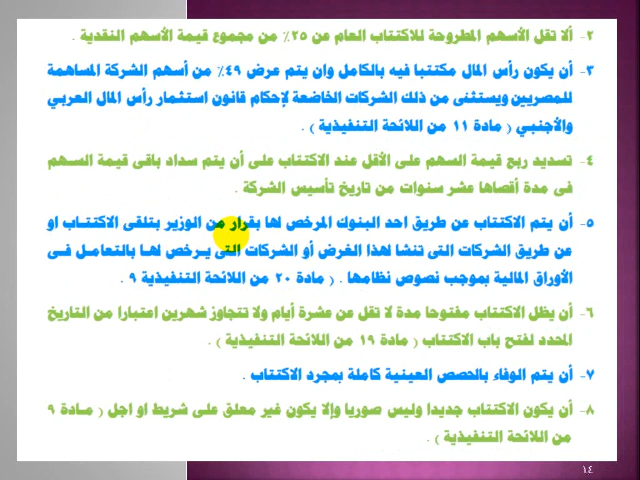 ٢- ألا تقل الأسهم المطروحة للاكتتاب العام عن ٢٥٪ من مجموع قيمة الأسهم النقدية .
٣- أن يكون رأس المال مكتتبا فيه بالكامل وان يتم عرض ٤٩٪ من أسهم الشركة المساهمة
للمصريين ويستثنى من ذلك الشركات الخاضعة لإحكام قانون استثمار رأس المال العربي
والأجنبي ( مادة ١١ من اللائحة التنفيذية ) .
٤- تسديد ربع قيمة السهم على الأقل عند الاكتتاب على أن يتم سداد باقى قيمة السهم
فى مدة أقصاها عشر سنوات من تاريخ تأسيس الشركة .
٥- أن يتم الاكتتاب عن طريق احد البنوك المرخص لها بقرار من الوزير بتلقى الاكتتاب او
عن طريق الشركات التى تنشا لهذا الغرض أو الشركات التى يرخص لها بالتعامل فى
الأوراق المالية بموجب نصوص نظامها . ( مادة ٢٠ من اللائحة التنفيذية ٩ .
٦- أن يظل الاكتتاب مفتوحا مدة لا تقل عن عشرة أيام ولا تتجاوز شهرين اعتبارا من التاريخ
المحدد لفتح باب الاكتتاب ( مادة ١٩ من اللائحة التنفيذية ) .
٧- أن يتم الوفاء بالحصص العينية كاملة بمجرد الاكتتاب .
٨- أن يكون الاكتتاب جديدا وليس صوريا وإلا يكون غير معلق على شريط او اجل ( مادة ٩
من اللائحة التنفيذية ) .
١٤